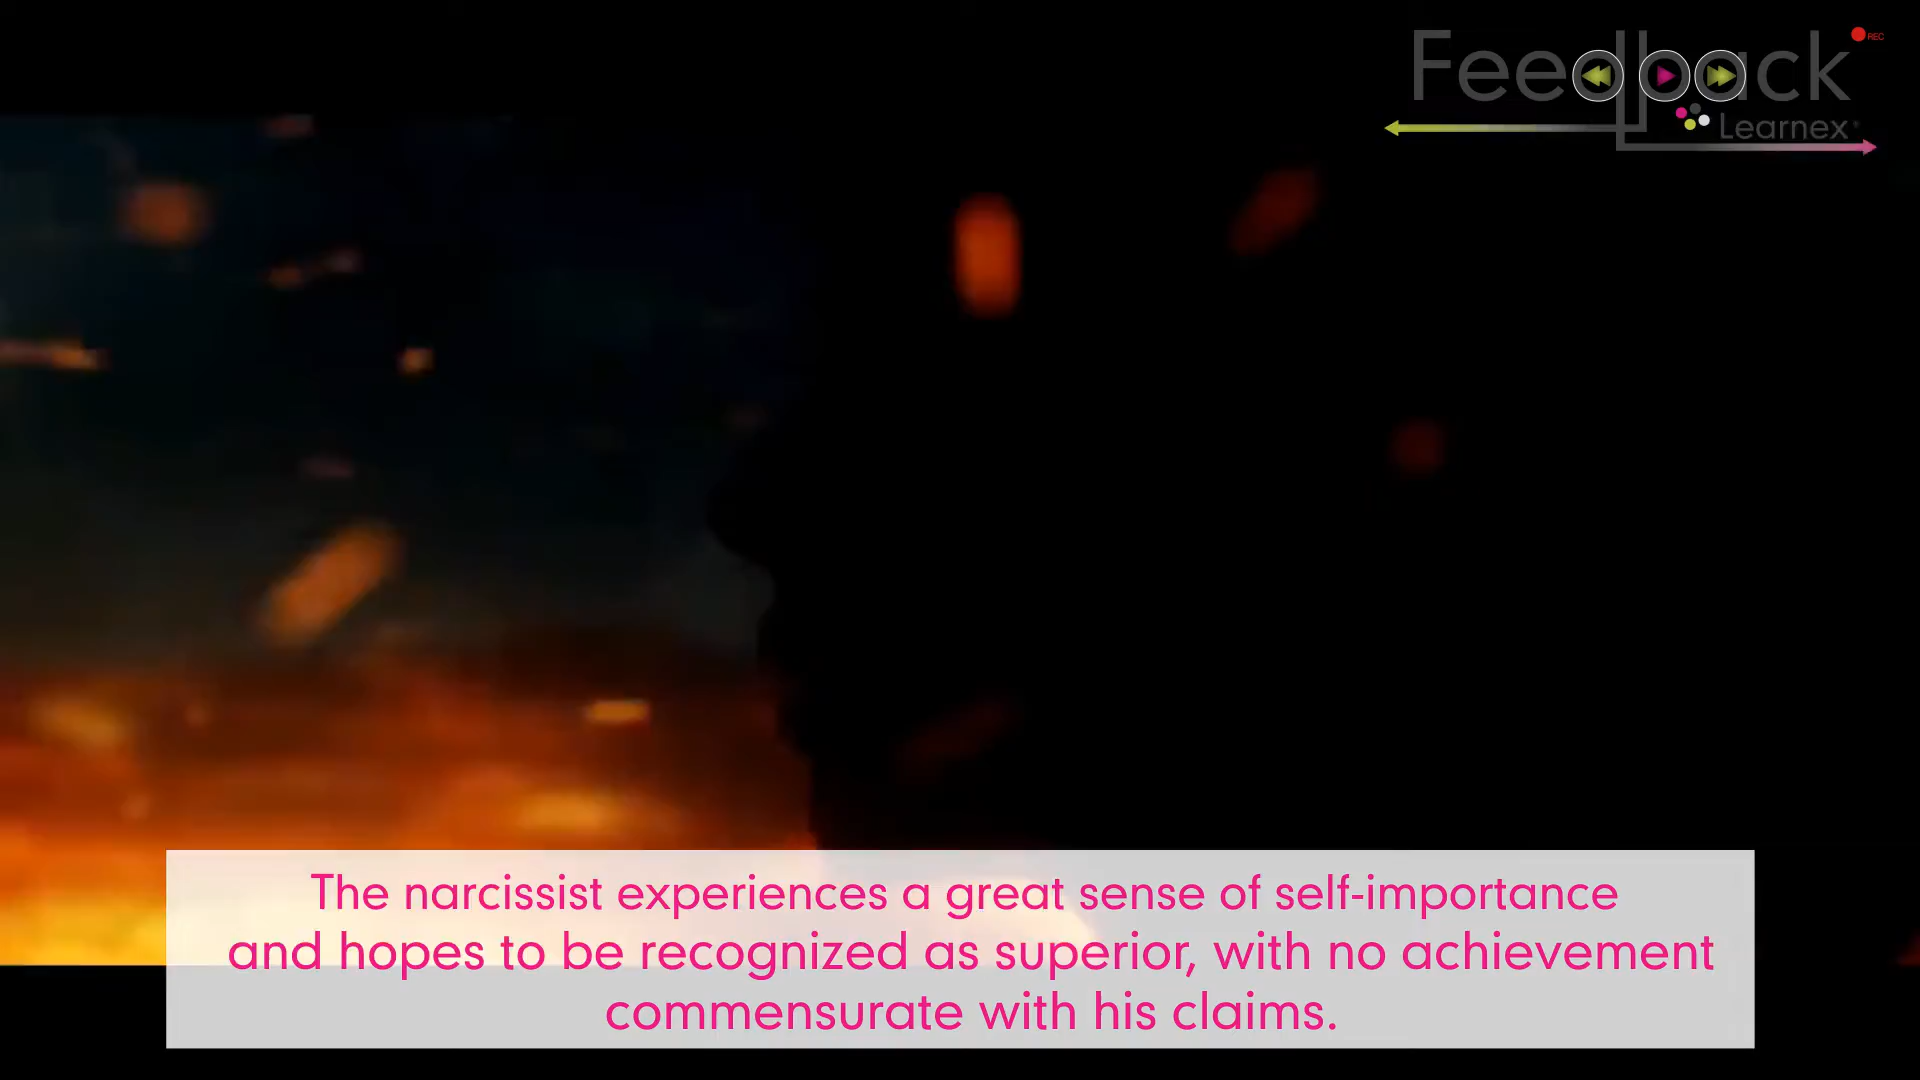 Feedback
REC
Learnex
The narcissist experiences a great sense of self-importance
and hopes to be recognized as superior, with no achievement
commensurate with his claims.